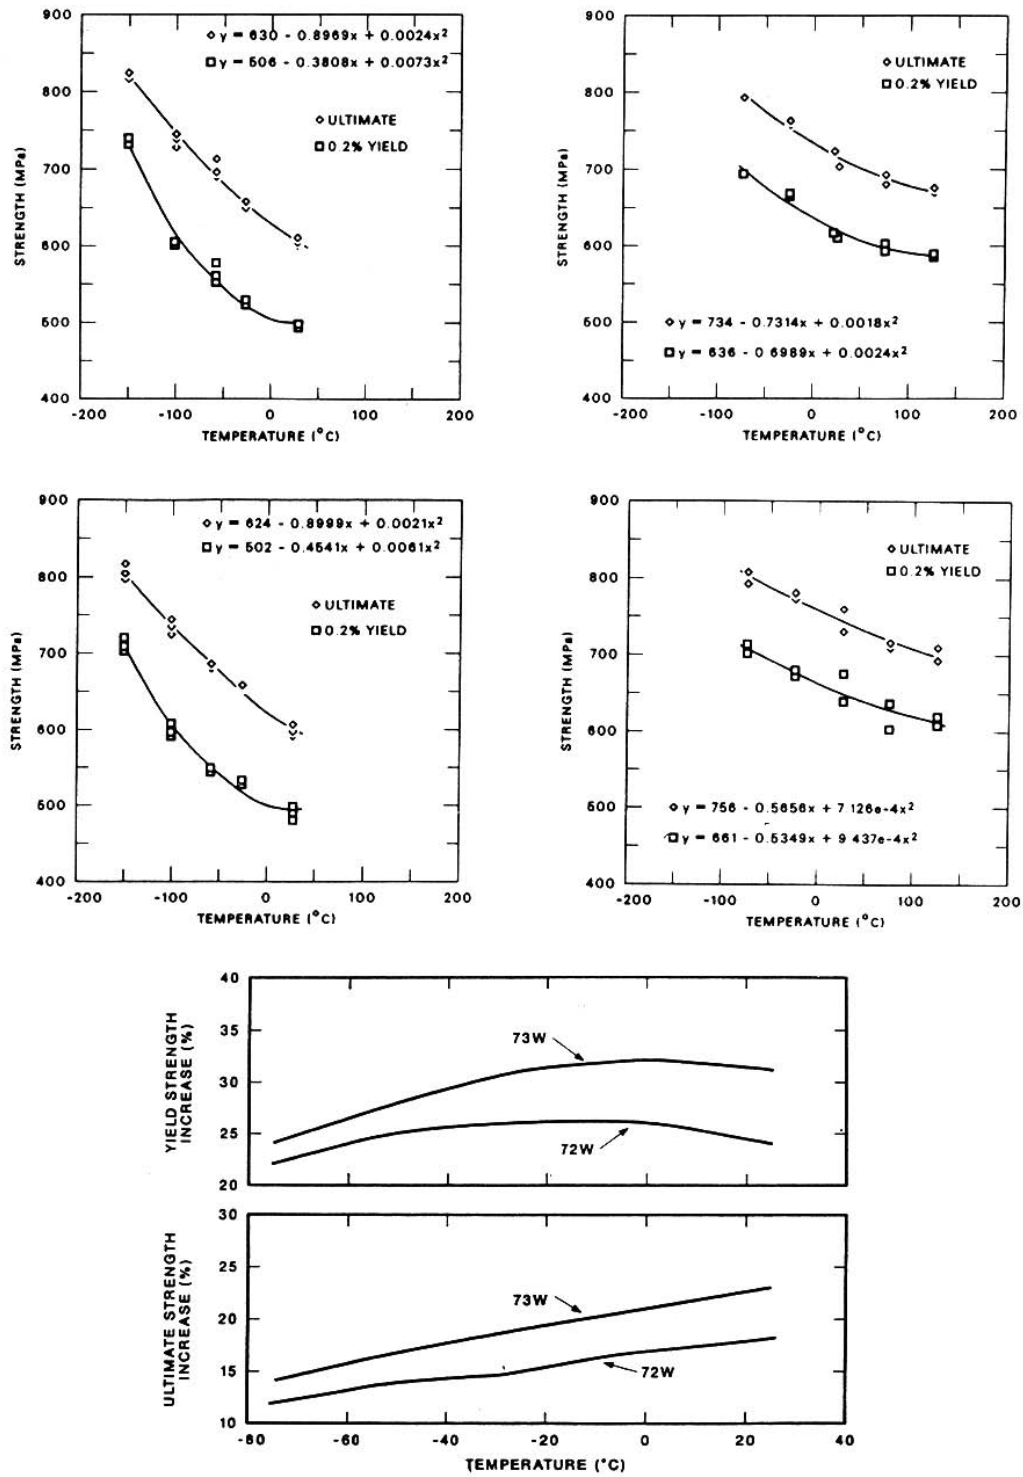 900
800
700
600
500
400
STRENGTH (MPa)
◇ y = 630 - 0.8969x + 0.0024x²
□ y = 506 - 0.3808x + 0.0073x²
◇ ULTIMATE
□ 0.2% YIELD
-200 -100 0 100 200
TEMPERATURE (°C)
900
800
700
600
500
400
STRENGTH (MPa)
◇ ULTIMATE
□ 0.2% YIELD
◇ y = 734 - 0.7314x + 0.0018x²
□ y = 636 - 0 6989x + 0.0024x²
-200 -100 0 100 200
TEMPERATURE (°C)
900
800
700
600
500
400
STRENGTH (MPa)
◇ y = 624 - 0.8999x + 0.0021x²
□ y = 502 - 0.4541x + 0.0061x²
◇ ULTIMATE
□ 0.2% YIELD
-200 -100 0 100 200
TEMPERATURE (°C)
900
800
700
600
500
400
STRENGTH (MPa)
◇ ULTIMATE
□ 0.2% YIELD
◇ y = 756 - 0.5656x + 7 126e-4x²
□ y = 661 - 0.5349x + 9 437e-4x²
-200 -100 0 100 200
TEMPERATURE (°C)
40
35
30
25
20
YIELD STRENGTH
INCREASE (%)
73W
72W
30
25
20
15
10
ULTIMATE STRENGTH
INCREASE (%)
73W
72W
-80 -60 -40 -20 0 20 40
TEMPERATURE (°C)